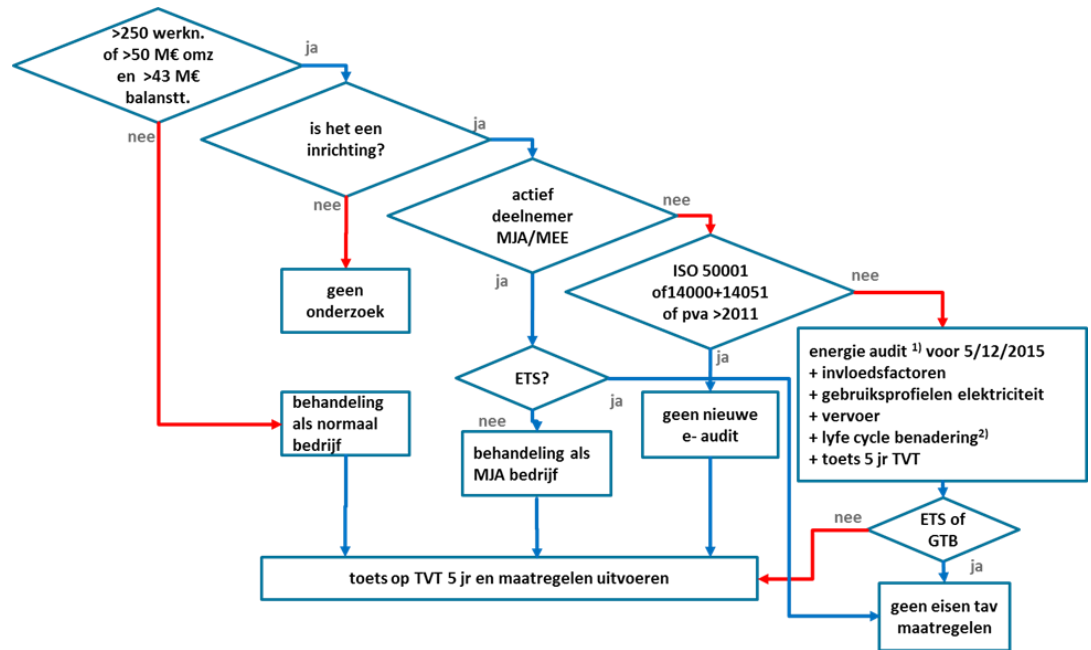 >250 werkn.
of >50 M€ omz
en >43 M€
balanstt.
ja
nee
is het een
inrichting?
ja
nee
actief
deelnemer
MJA/MEE
nee
ja
ISO 50001
of14000+14051
of pva >2011
nee
ja
geen
onderzoek
energie audit 1) voor 5/12/2015
+ invloedsfactoren
+ gebruiksprofielen elektriciteit
+ vervoer
+ lyfe cycle benadering2)
+ toets 5 jr TVT
ETS?
ja
nee
behandeling
als normaal
bedrijf
geen nieuwe
e- audit
behandeling als
MJA bedrijf
nee
ETS of
GTB
ja
toets op TVT 5 jr en maatregelen uitvoeren
geen eisen tav
maatregelen